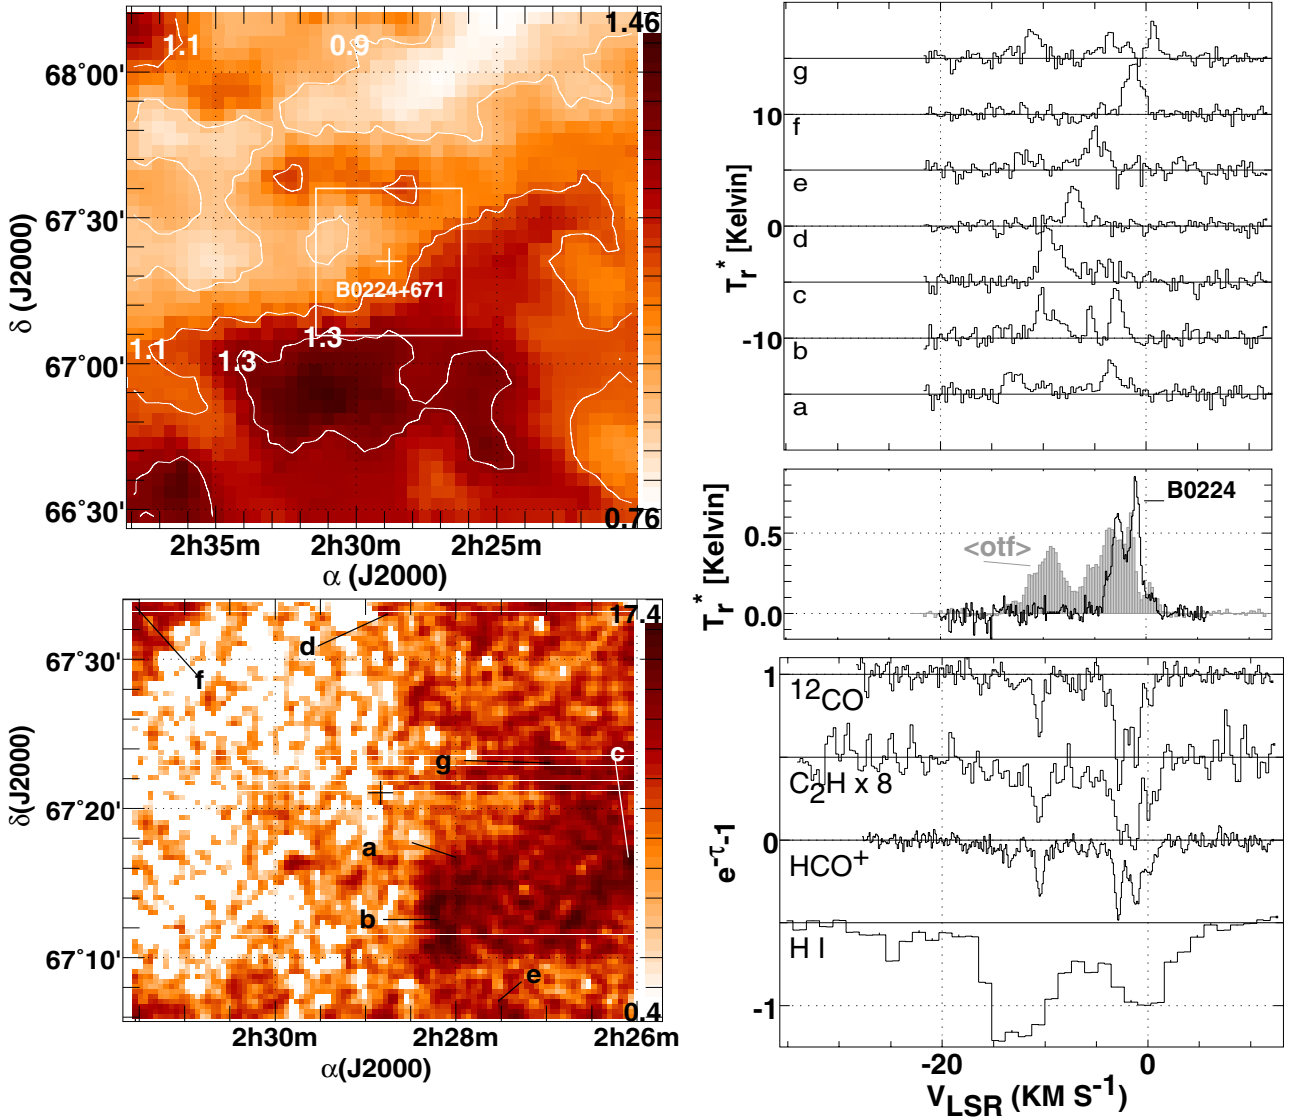 1.46
1.1
0.9
68°00'
67°30'
67°00'
66°30'
δ (J2000)
B0224+671
1.1
1.3
1.3
0.76
2h35m
2h30m
2h25m
α (J2000)
17.4
d
f
g
c
a
b
e
0.4
67°30'
67°20'
67°10'
δ(J2000)
2h30m
2h28m
2h26m
α(J2000)
g
f
e
d
c
b
a
10
0
-10
Tr* [Kelvin]
B0224
<otf>
0.5
0.0
Tr* [Kelvin]
1
12CO
C2H x 8
0
HCO+
H I
-1
e-τ-1
-20
0
VLSR (KM S-1)